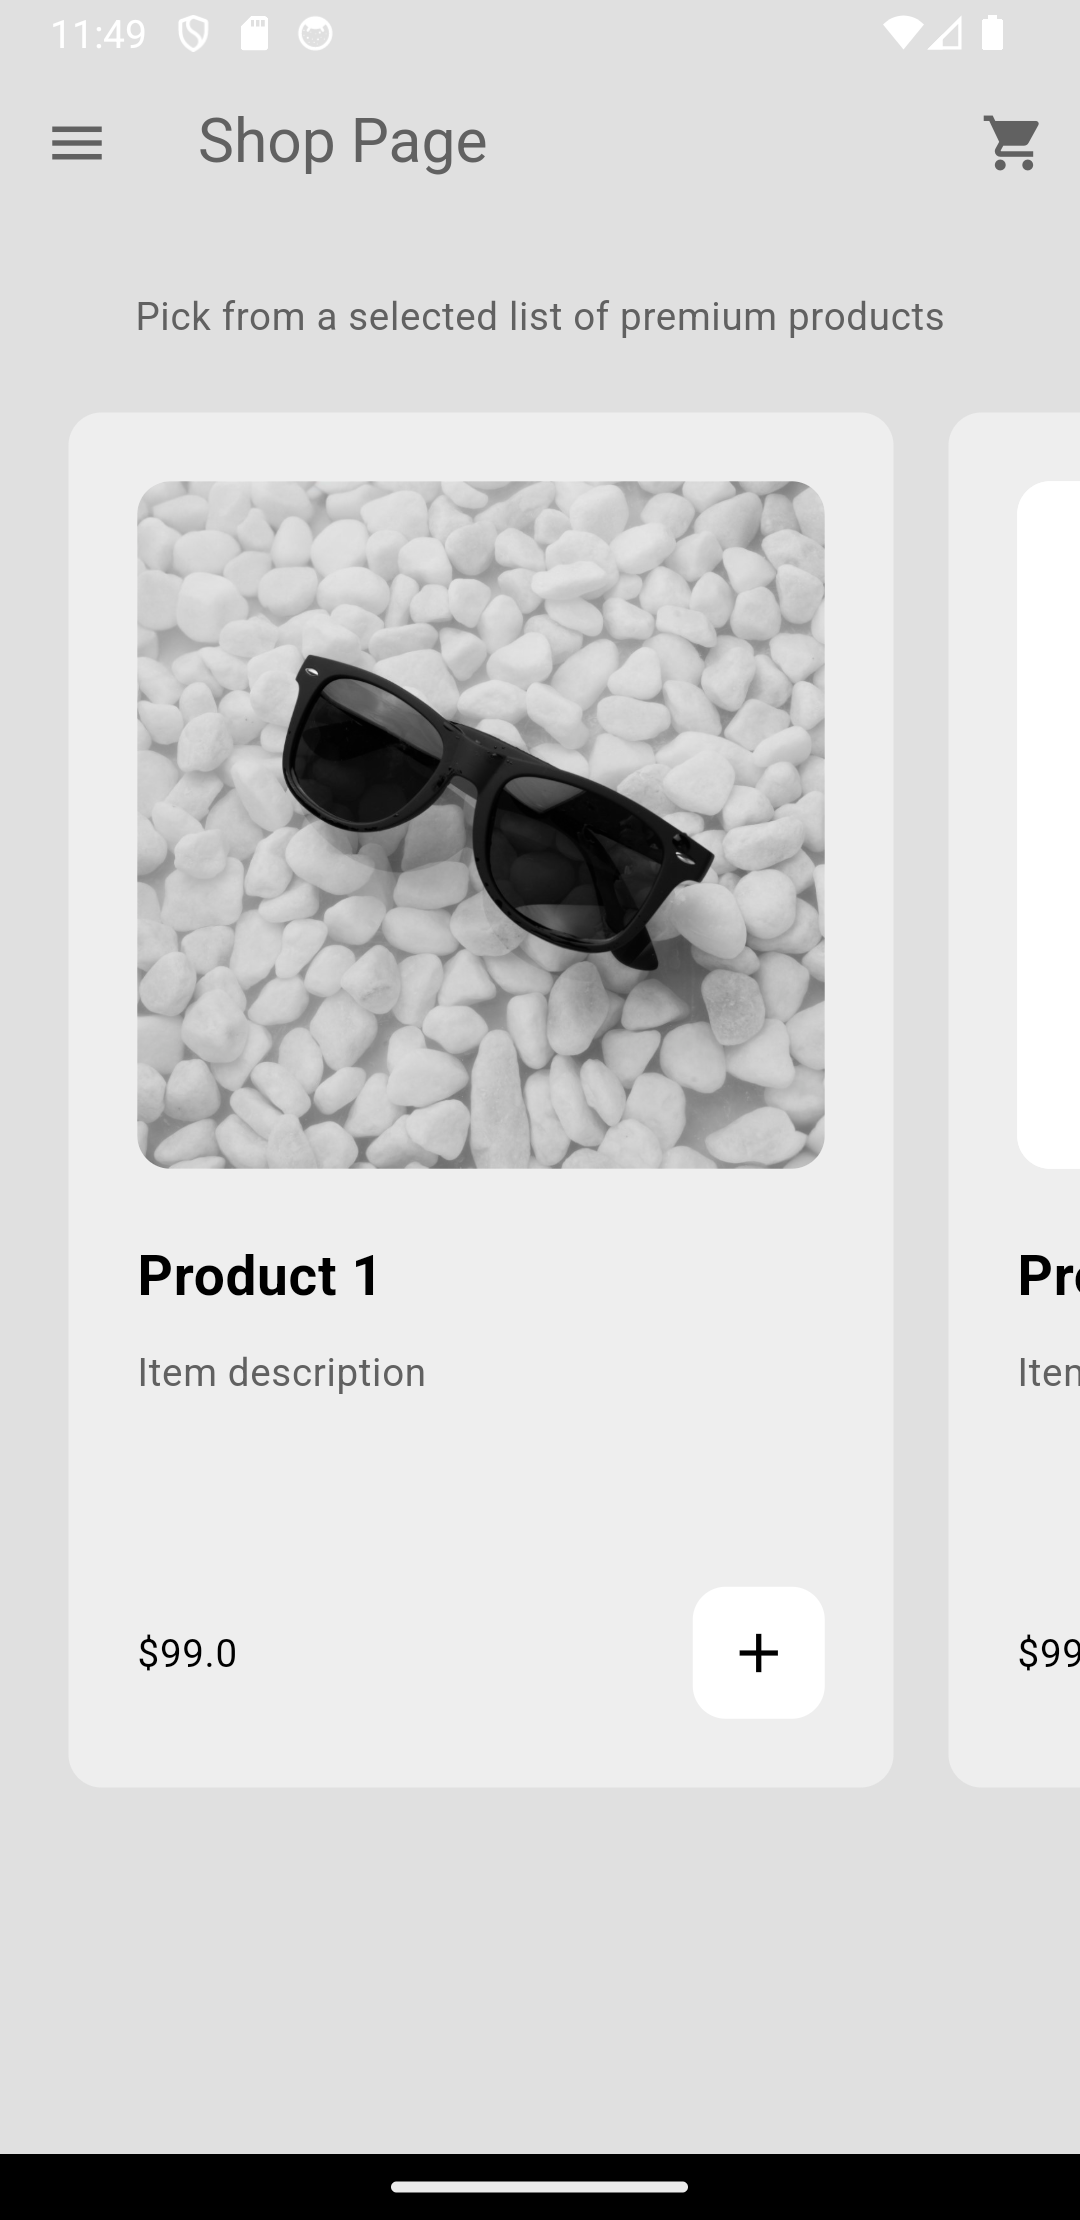 11:49
Shop Page
Pick from a selected list of premium products
Product 1
Pr
Item description
Iter
$99.0
$99